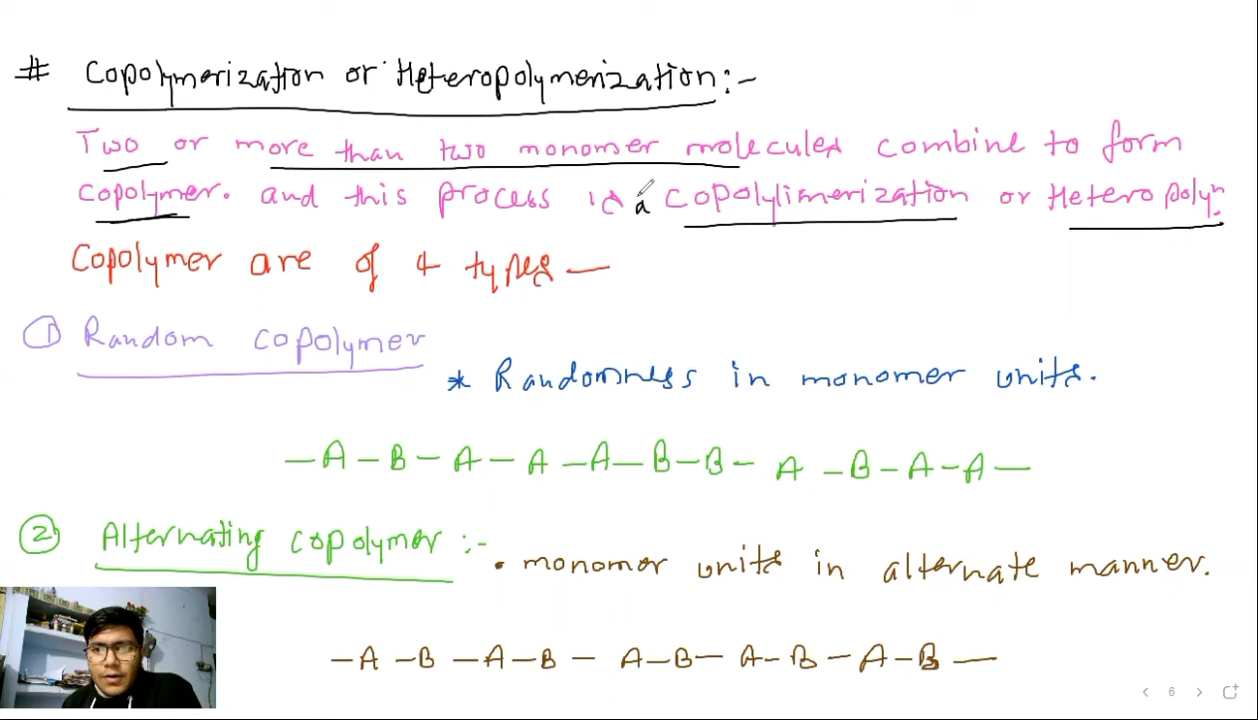 # Copolymerization or Heteropolymerization:-
Two or more than two monomer molecules combine to form
copolymer. and this process is a copolylimerization or Heteropolyn.
Copolymer are of 4 types —
① Random copolymer
* Randomness in monomer units.
—A—B—A—A—A—B—B—A—B—A—A—
② Alternating copolymer :-
• monomer units in alternate manner.
—A—B—A—B—A—B—A—B—A—B—
< 6 >